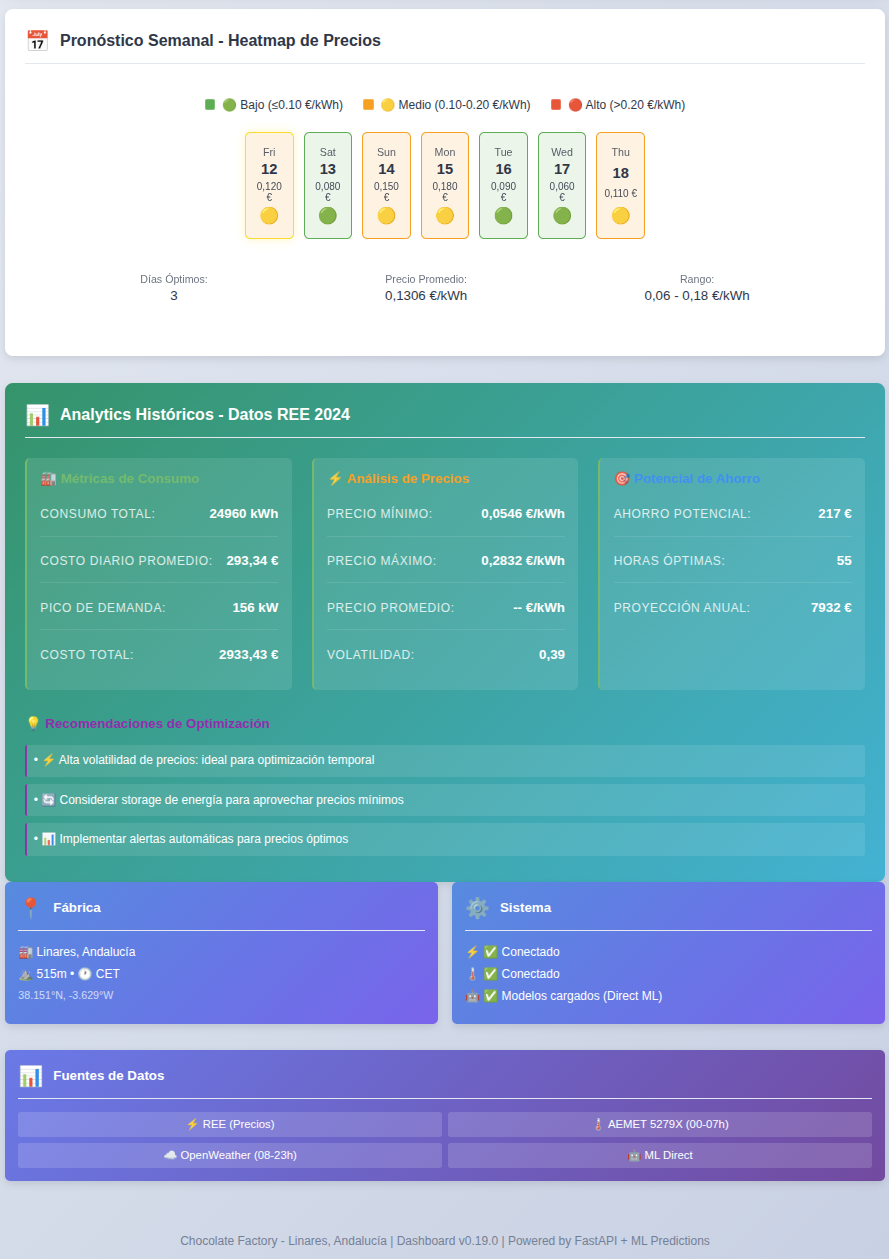 Pronóstico Semanal - Heatmap de Precios
Bajo (≤0.10 €/kWh) Medio (0.10-0.20 €/kWh) Alto (>0.20 €/kWh)
Fri
12
0,120
€
Sat
13
0,080
€
Sun
14
0,150
€
Mon
15
0,180
€
Tue
16
0,090
€
Wed
17
0,060
€
Thu
18
0,110 €
Días Óptimos:
3
Precio Promedio:
0,1306 €/kWh
Rango:
0,06 - 0,18 €/kWh
Analytics Históricos - Datos REE 2024
Métricas de Consumo
CONSUMO TOTAL: 24960 kWh
COSTO DIARIO PROMEDIO: 293,34 €
PICO DE DEMANDA: 156 kW
COSTO TOTAL: 2933,43 €
Análisis de Precios
PRECIO MÍNIMO: 0,0546 €/kWh
PRECIO MÁXIMO: 0,2832 €/kWh
PRECIO PROMEDIO: -- €/kWh
VOLATILIDAD: 0,39
Potencial de Ahorro
AHORRO POTENCIAL: 217 €
HORAS ÓPTIMAS: 55
PROYECCIÓN ANUAL: 7932 €
Recomendaciones de Optimización
• Alta volatilidad de precios: ideal para optimización temporal
• Considerar storage de energía para aprovechar precios mínimos
• Implementar alertas automáticas para precios óptimos
Fábrica
Linares, Andalucía
515m • CET
38.151°N, -3.629°W
Sistema
Conectado
Conectado
Modelos cargados (Direct ML)
Fuentes de Datos
REE (Precios)
AEMET 5279X (00-07h)
OpenWeather (08-23h)
ML Direct
Chocolate Factory - Linares, Andalucía | Dashboard v0.19.0 | Powered by FastAPI + ML Predictions